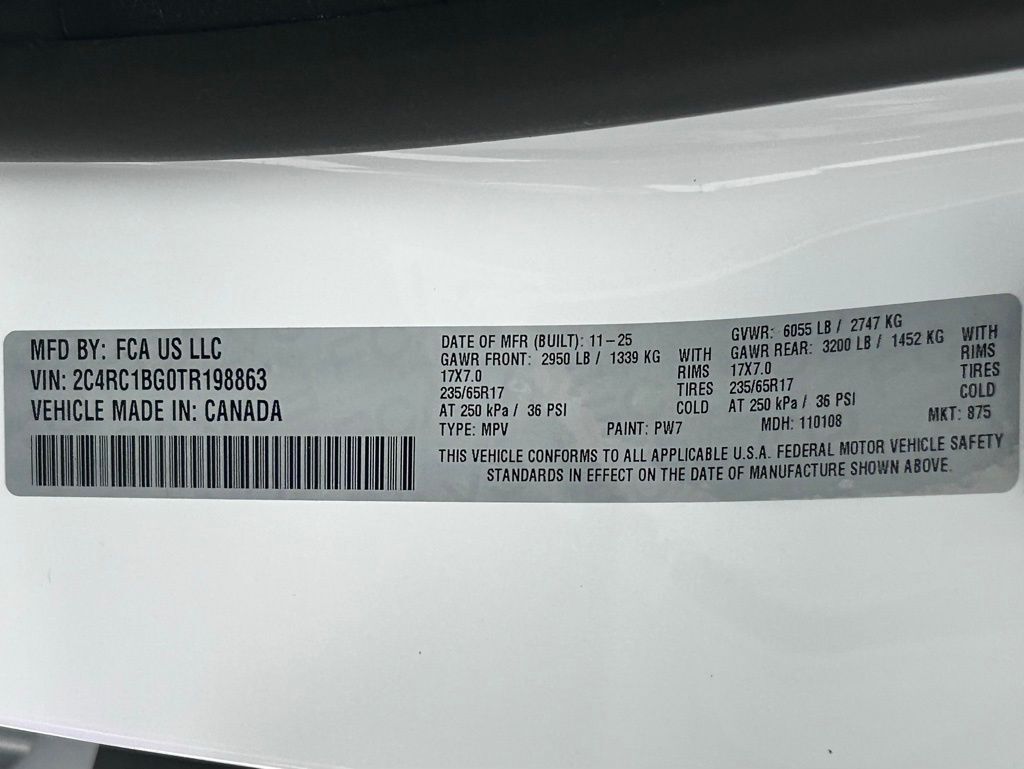 MFD BY: FCA US LLC
VIN: 2C4RC1BG0TR198863
VEHICLE MADE IN: CANADA
DATE OF MFR (BUILT): 11-25
GAWR FRONT: 2950 LB / 1339 KG WITH
17X7.0 RIMS
235/65R17 TIRES
AT 250 kPa / 36 PSI COLD
TYPE: MPV PAINT: PW7
GVWR: 6055 LB / 2747 KG
GAWR REAR: 3200 LB / 1452 KG WITH
17X7.0 RIMS
235/65R17 TIRES
AT 250 kPa / 36 PSI COLD
MDH: 110108 MKT: 875
THIS VEHICLE CONFORMS TO ALL APPLICABLE U.S.A. FEDERAL MOTOR VEHICLE SAFETY
STANDARDS IN EFFECT ON THE DATE OF MANUFACTURE SHOWN ABOVE.